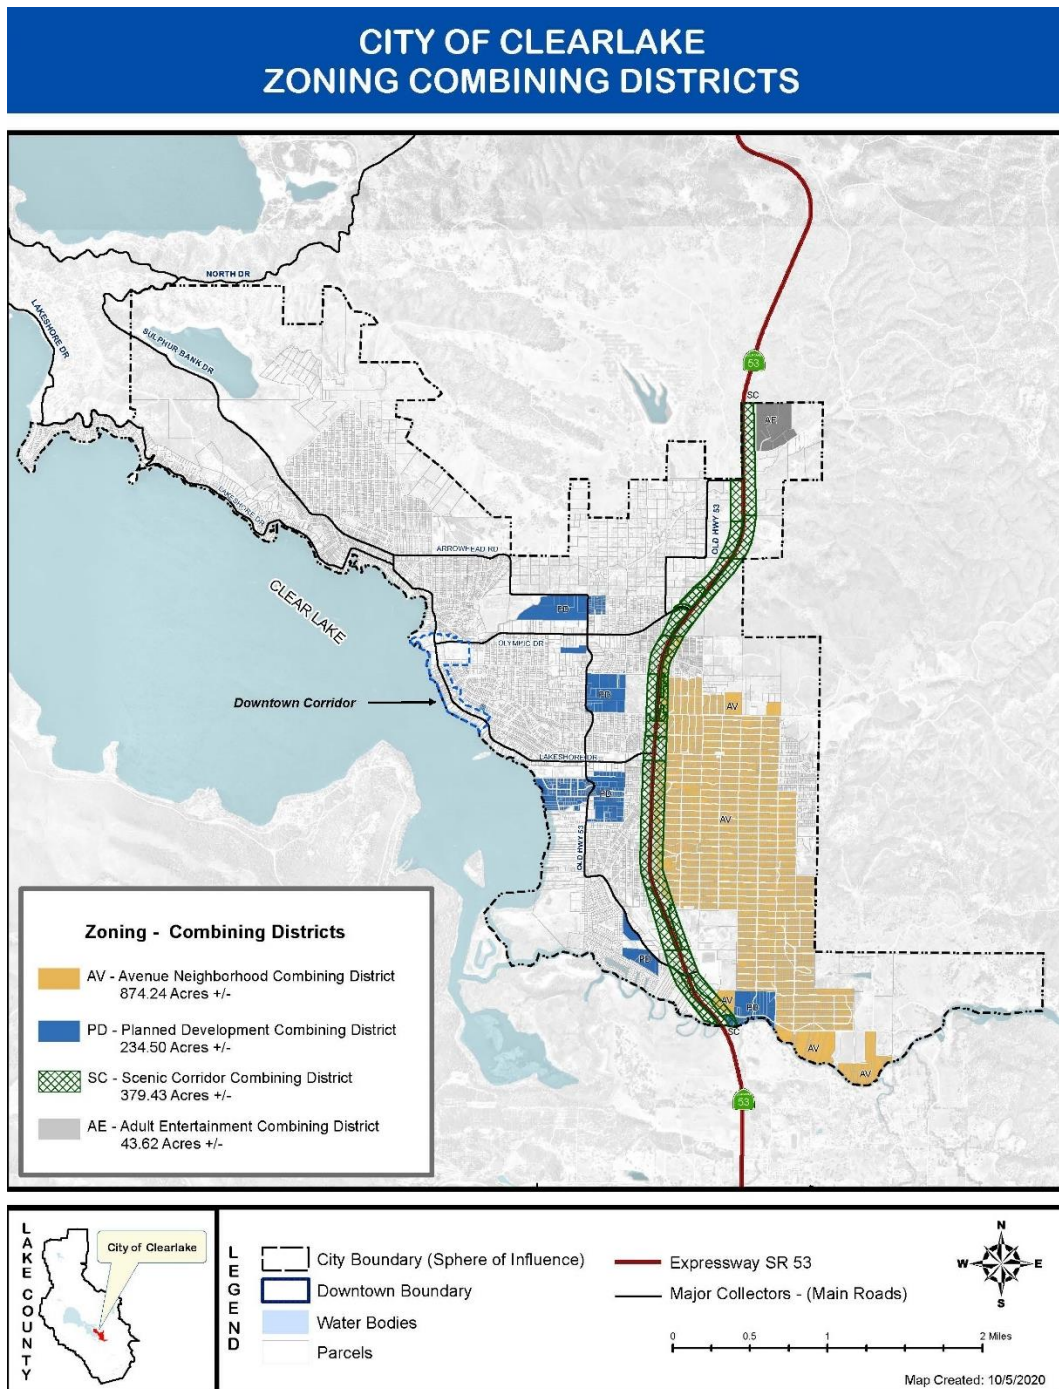 CITY OF CLEARLAKE
ZONING COMBINING DISTRICTS
53
NORTH DR
LAKESHORE DR
SULPHUR BANK DR
SC
AE
LAKESHORE DR
OLD HWY 53
ARROWHEAD RD
CLEAR LAKE
PD
OLYMPIC DR
PD
AV
Downtown Corridor
LAKESHORE DR
PD
AV
OLD HWY 53
PD
AV
PD
SC
AV
AV
53
Zoning - Combining Districts
AV - Avenue Neighborhood Combining District
874.24 Acres +/-
PD - Planned Development Combining District
234.50 Acres +/-
SC - Scenic Corridor Combining District
379.43 Acres +/-
AE - Adult Entertainment Combining District
43.62 Acres +/-
LAKE COUNTY
City of Clearlake
LEGEND
City Boundary (Sphere of Influence)
Downtown Boundary
Water Bodies
Parcels
Expressway SR 53
Major Collectors - (Main Roads)
N
W
E
S
0 0.5 1 2 Miles
Map Created: 10/5/2020